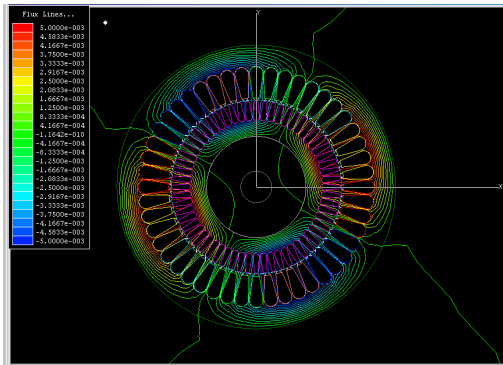 Flux Lines...
Y
5.0000e-003
4.5833e-003
4.1667e-003
3.7500e-003
3.3333e-003
2.9167e-003
2.5000e-003
2.0833e-003
1.6667e-003
1.2500e-003
8.3333e-004
4.1667e-004
-1.1642e-010
-4.1667e-004
-8.3333e-004
-1.2500e-003
-1.6667e-003
-2.0833e-003
-2.5000e-003
-2.9167e-003
-3.3333e-003
-3.7500e-003
-4.1667e-003
-4.5833e-003
-5.0000e-003
X